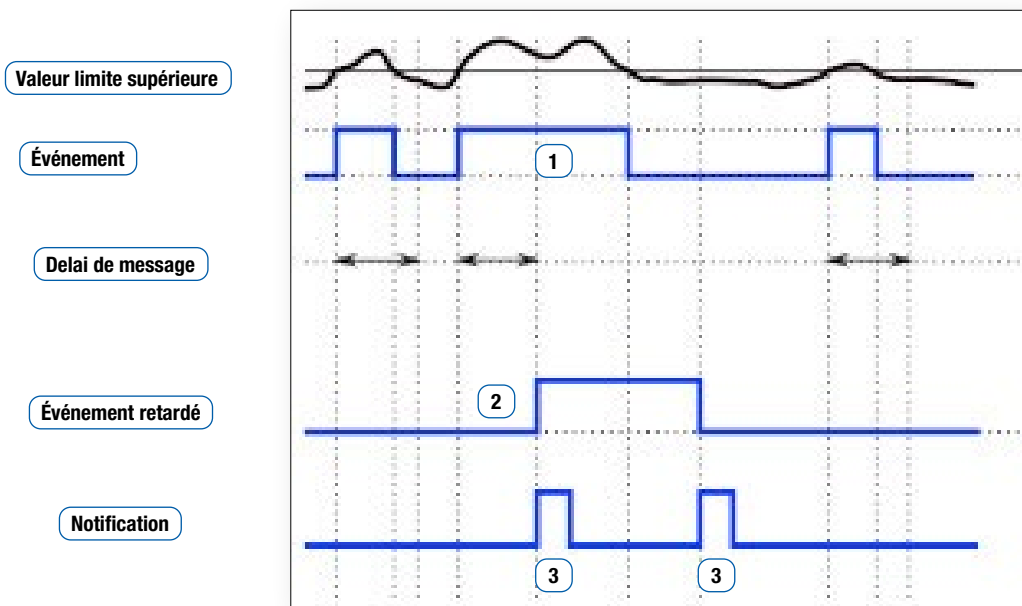 Valeur limite supérieure
Événement
1
Delai de message
Événement retardé
2
Notification
3
3